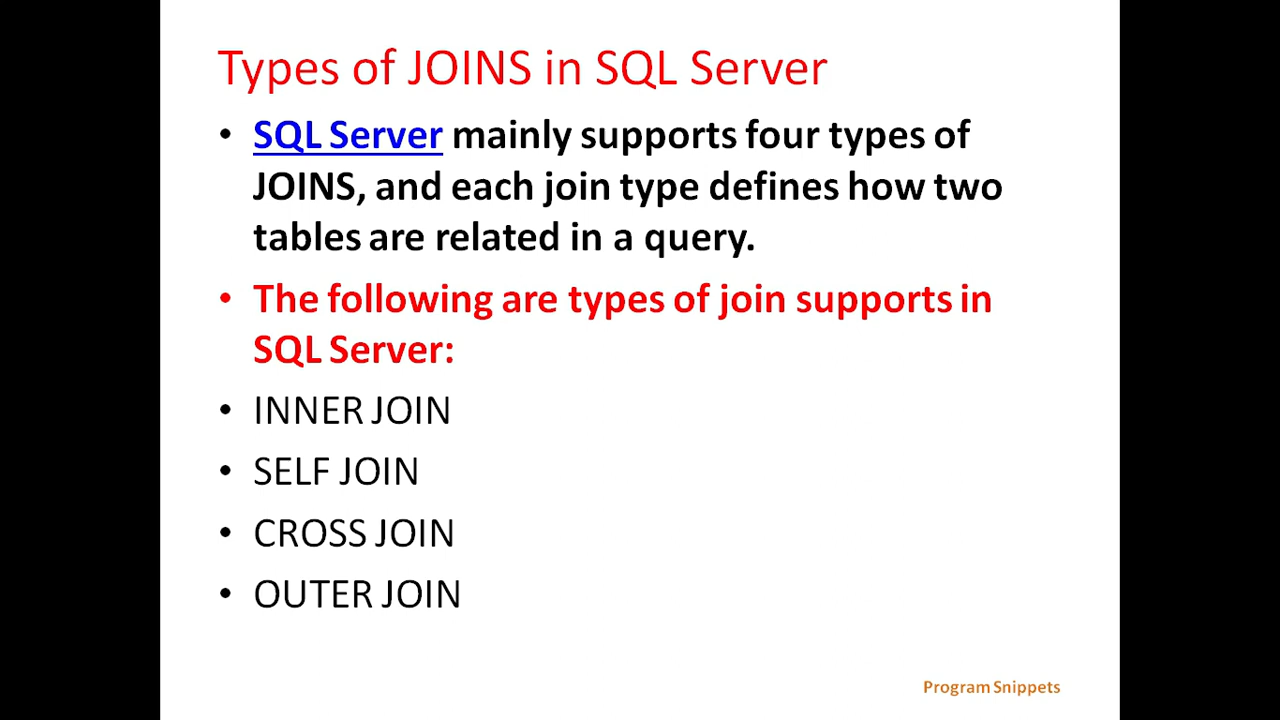 Types of JOINS in SQL Server
• SQL Server mainly supports four types of
JOINS, and each join type defines how two
tables are related in a query.
• The following are types of join supports in
SQL Server:
• INNER JOIN
• SELF JOIN
• CROSS JOIN
• OUTER JOIN
Program Snippets